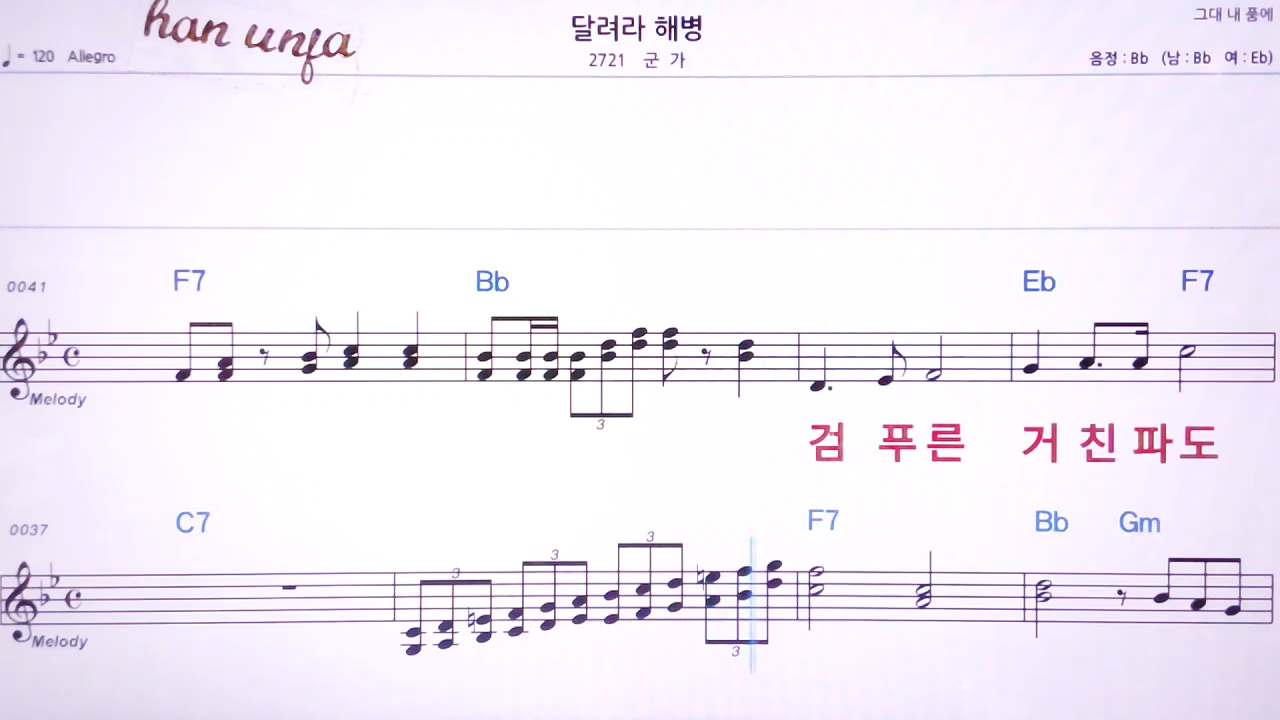 han unja
달려라 해병
그대 내 품에
♩= 120 Allegro
2721 군 가
음정 : Bb (남 : Bb 여 : Eb)
F7 Bb Eb F7
0041
Melody
3
검 푸른 거 친 파도
C7 F7 Bb Gm
0037
3 3 3
Melody
3